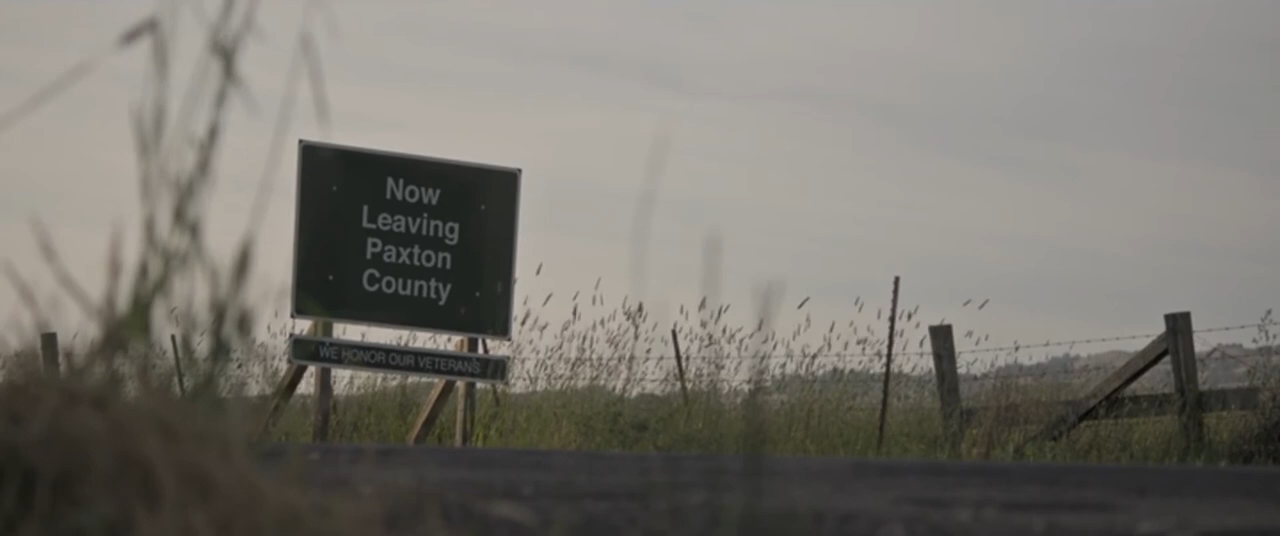 Now
Leaving
Paxton
County
WE HONOR OUR VETERANS